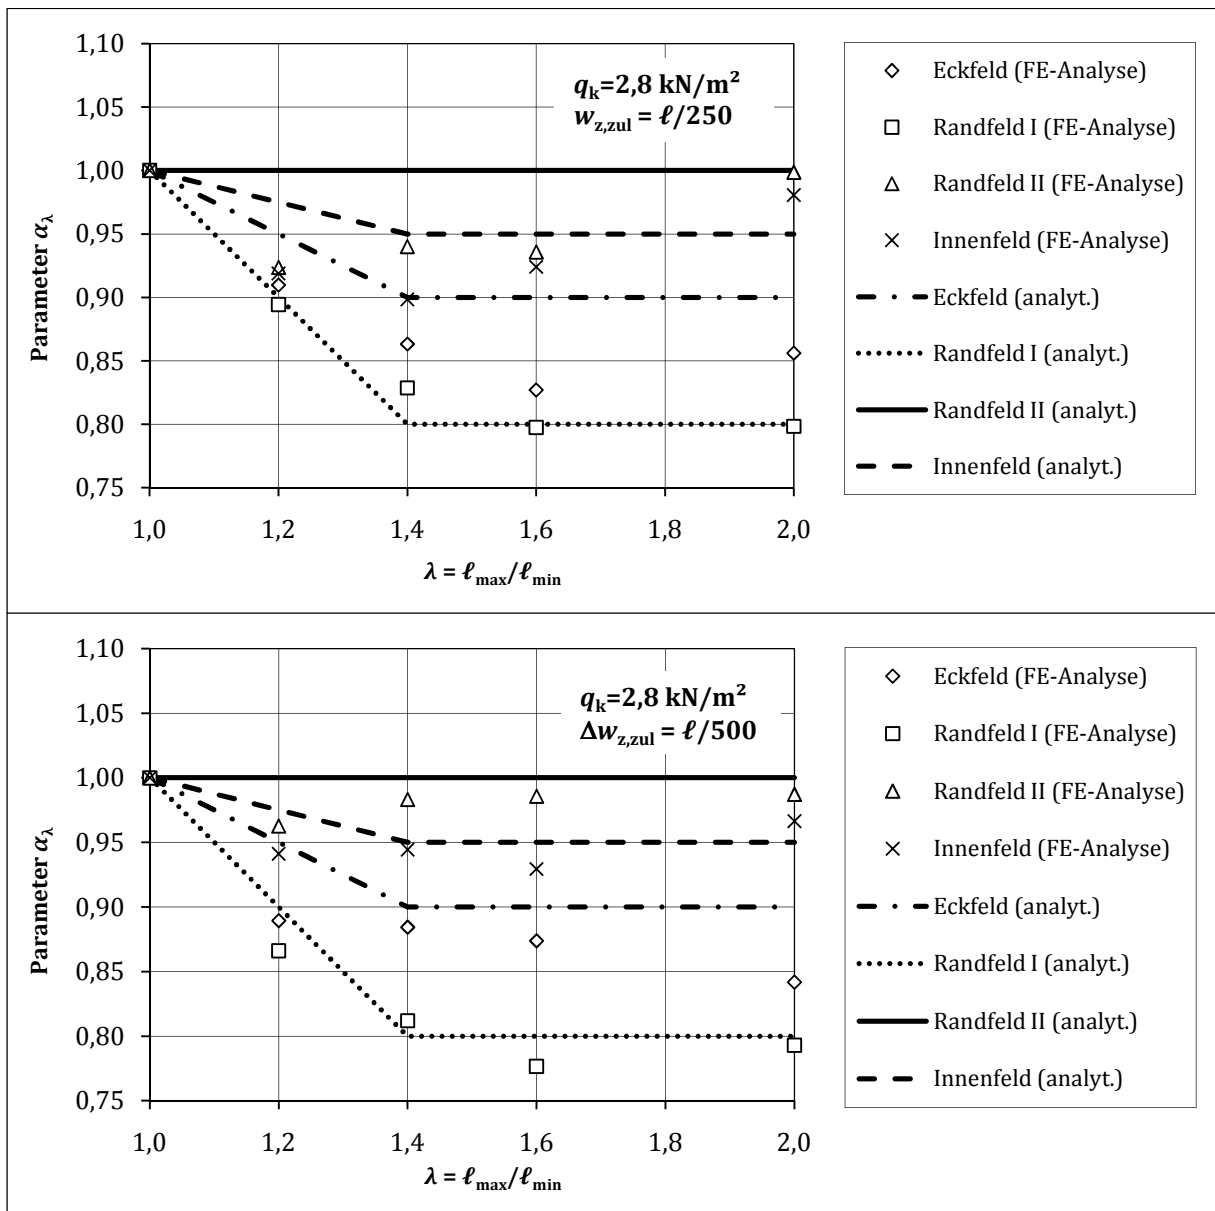 1,10
1,05
1,00
0,95
0,90
0,85
0,80
0,75
Parameter αλ
qk=2,8 kN/m²
wz,zul = ℓ/250
1,0 1,2 1,4 1,6 1,8 2,0
λ = ℓmax/ℓmin
Eckfeld (FE-Analyse)
Randfeld I (FE-Analyse)
Randfeld II (FE-Analyse)
Innenfeld (FE-Analyse)
Eckfeld (analyt.)
Randfeld I (analyt.)
Randfeld II (analyt.)
Innenfeld (analyt.)
1,10
1,05
1,00
0,95
0,90
0,85
0,80
0,75
Parameter αλ
qk=2,8 kN/m²
Δwz,zul = ℓ/500
1,0 1,2 1,4 1,6 1,8 2,0
λ = ℓmax/ℓmin
Eckfeld (FE-Analyse)
Randfeld I (FE-Analyse)
Randfeld II (FE-Analyse)
Innenfeld (FE-Analyse)
Eckfeld (analyt.)
Randfeld I (analyt.)
Randfeld II (analyt.)
Innenfeld (analyt.)